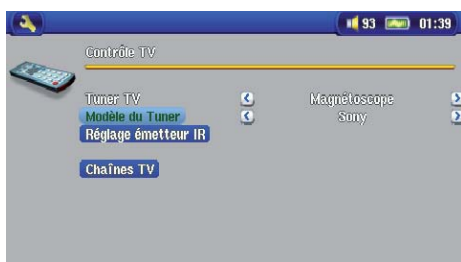 93 01:39
Contrôle TV
Tuner TV Magnétoscope
Modèle du Tuner Sony
Réglage émetteur IR
Chaînes TV